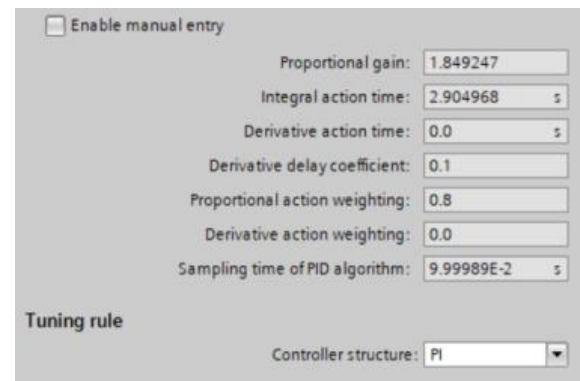 Enable manual entry
Proportional gain: 1.849247
Integral action time: 2.904968 s
Derivative action time: 0.0 s
Derivative delay coefficient: 0.1
Proportional action weighting: 0.8
Derivative action weighting: 0.0
Sampling time of PID algorithm: 9.99989E-2 s
Tuning rule
Controller structure: PI